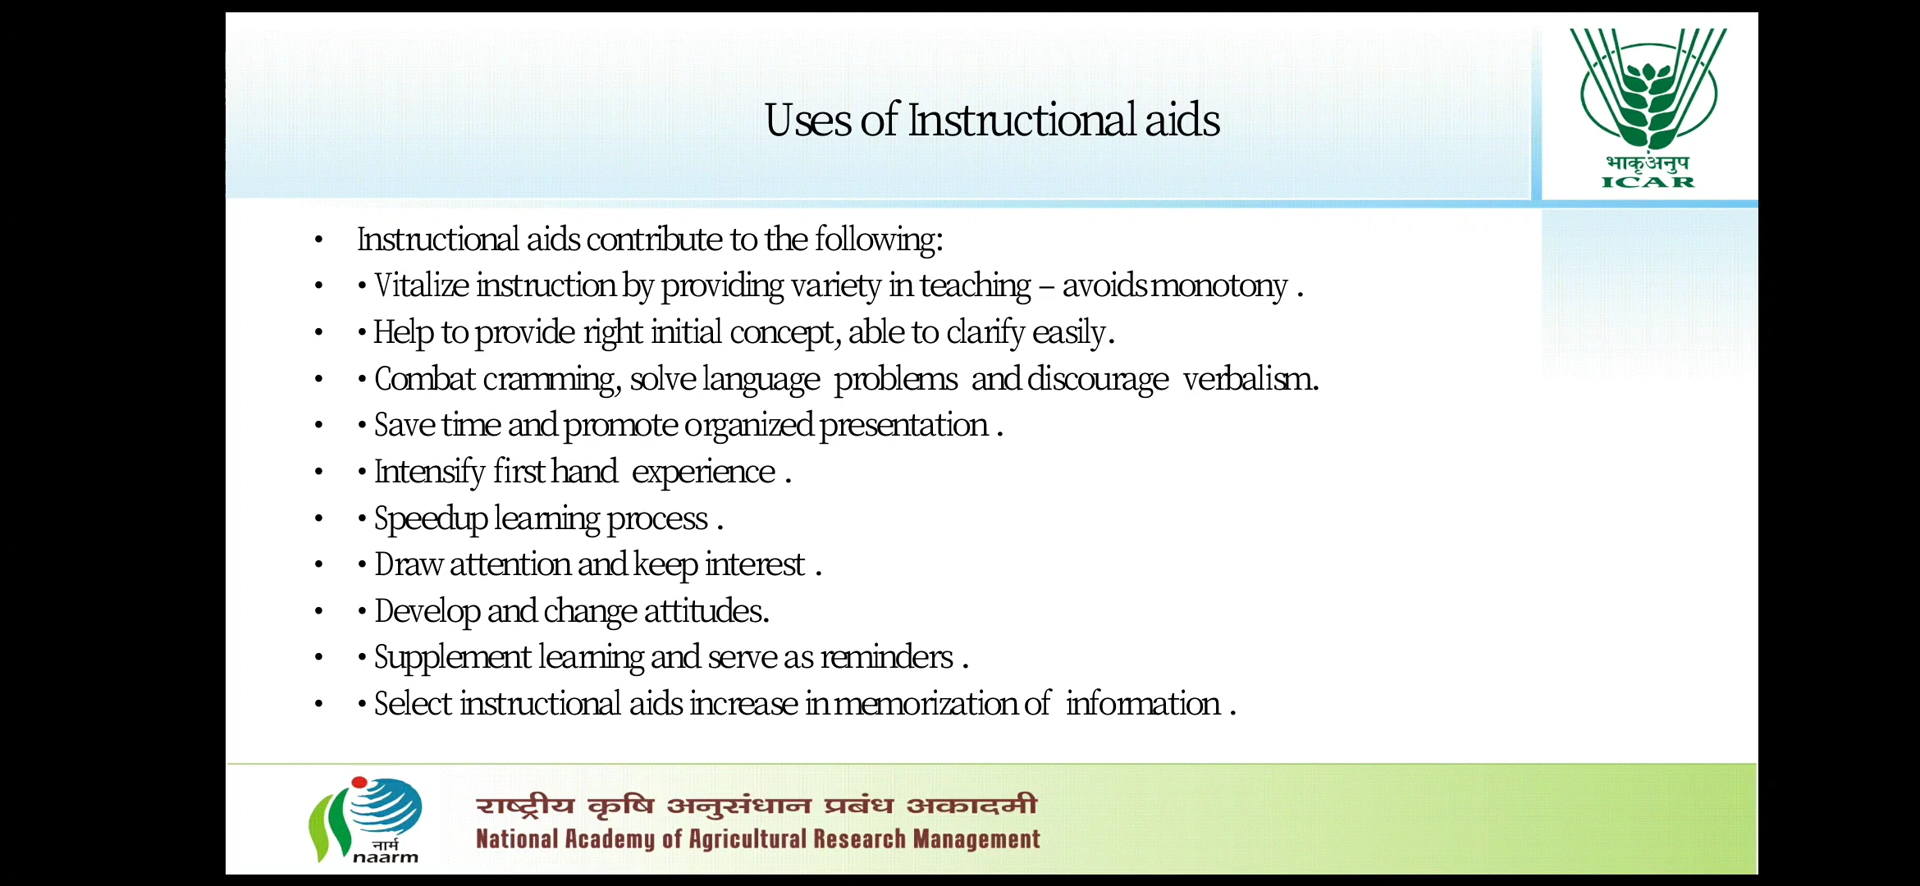 Uses of Instructional aids
भाकृअनुप
ICAR
• Instructional aids contribute to the following:
• • Vitalize instruction by providing variety in teaching – avoids monotony .
• • Help to provide right initial concept, able to clarify easily.
• • Combat cramming, solve language problems and discourage verbalism.
• • Save time and promote organized presentation .
• • Intensify first hand experience .
• • Speedup learning process .
• • Draw attention and keep interest .
• • Develop and change attitudes.
• • Supplement learning and serve as reminders .
• • Select instructional aids increase in memorization of information .
नार्म
naarm
राष्ट्रीय कृषि अनुसंधान प्रबंध अकादमी
National Academy of Agricultural Research Management